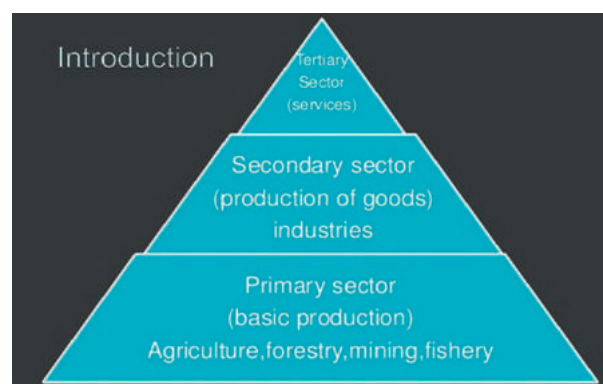 Introduction
Tertiary
Sector
(services)
Secondary sector
(production of goods)
industries
Primary sector
(basic production)
Agriculture,forestry,mining,fishery